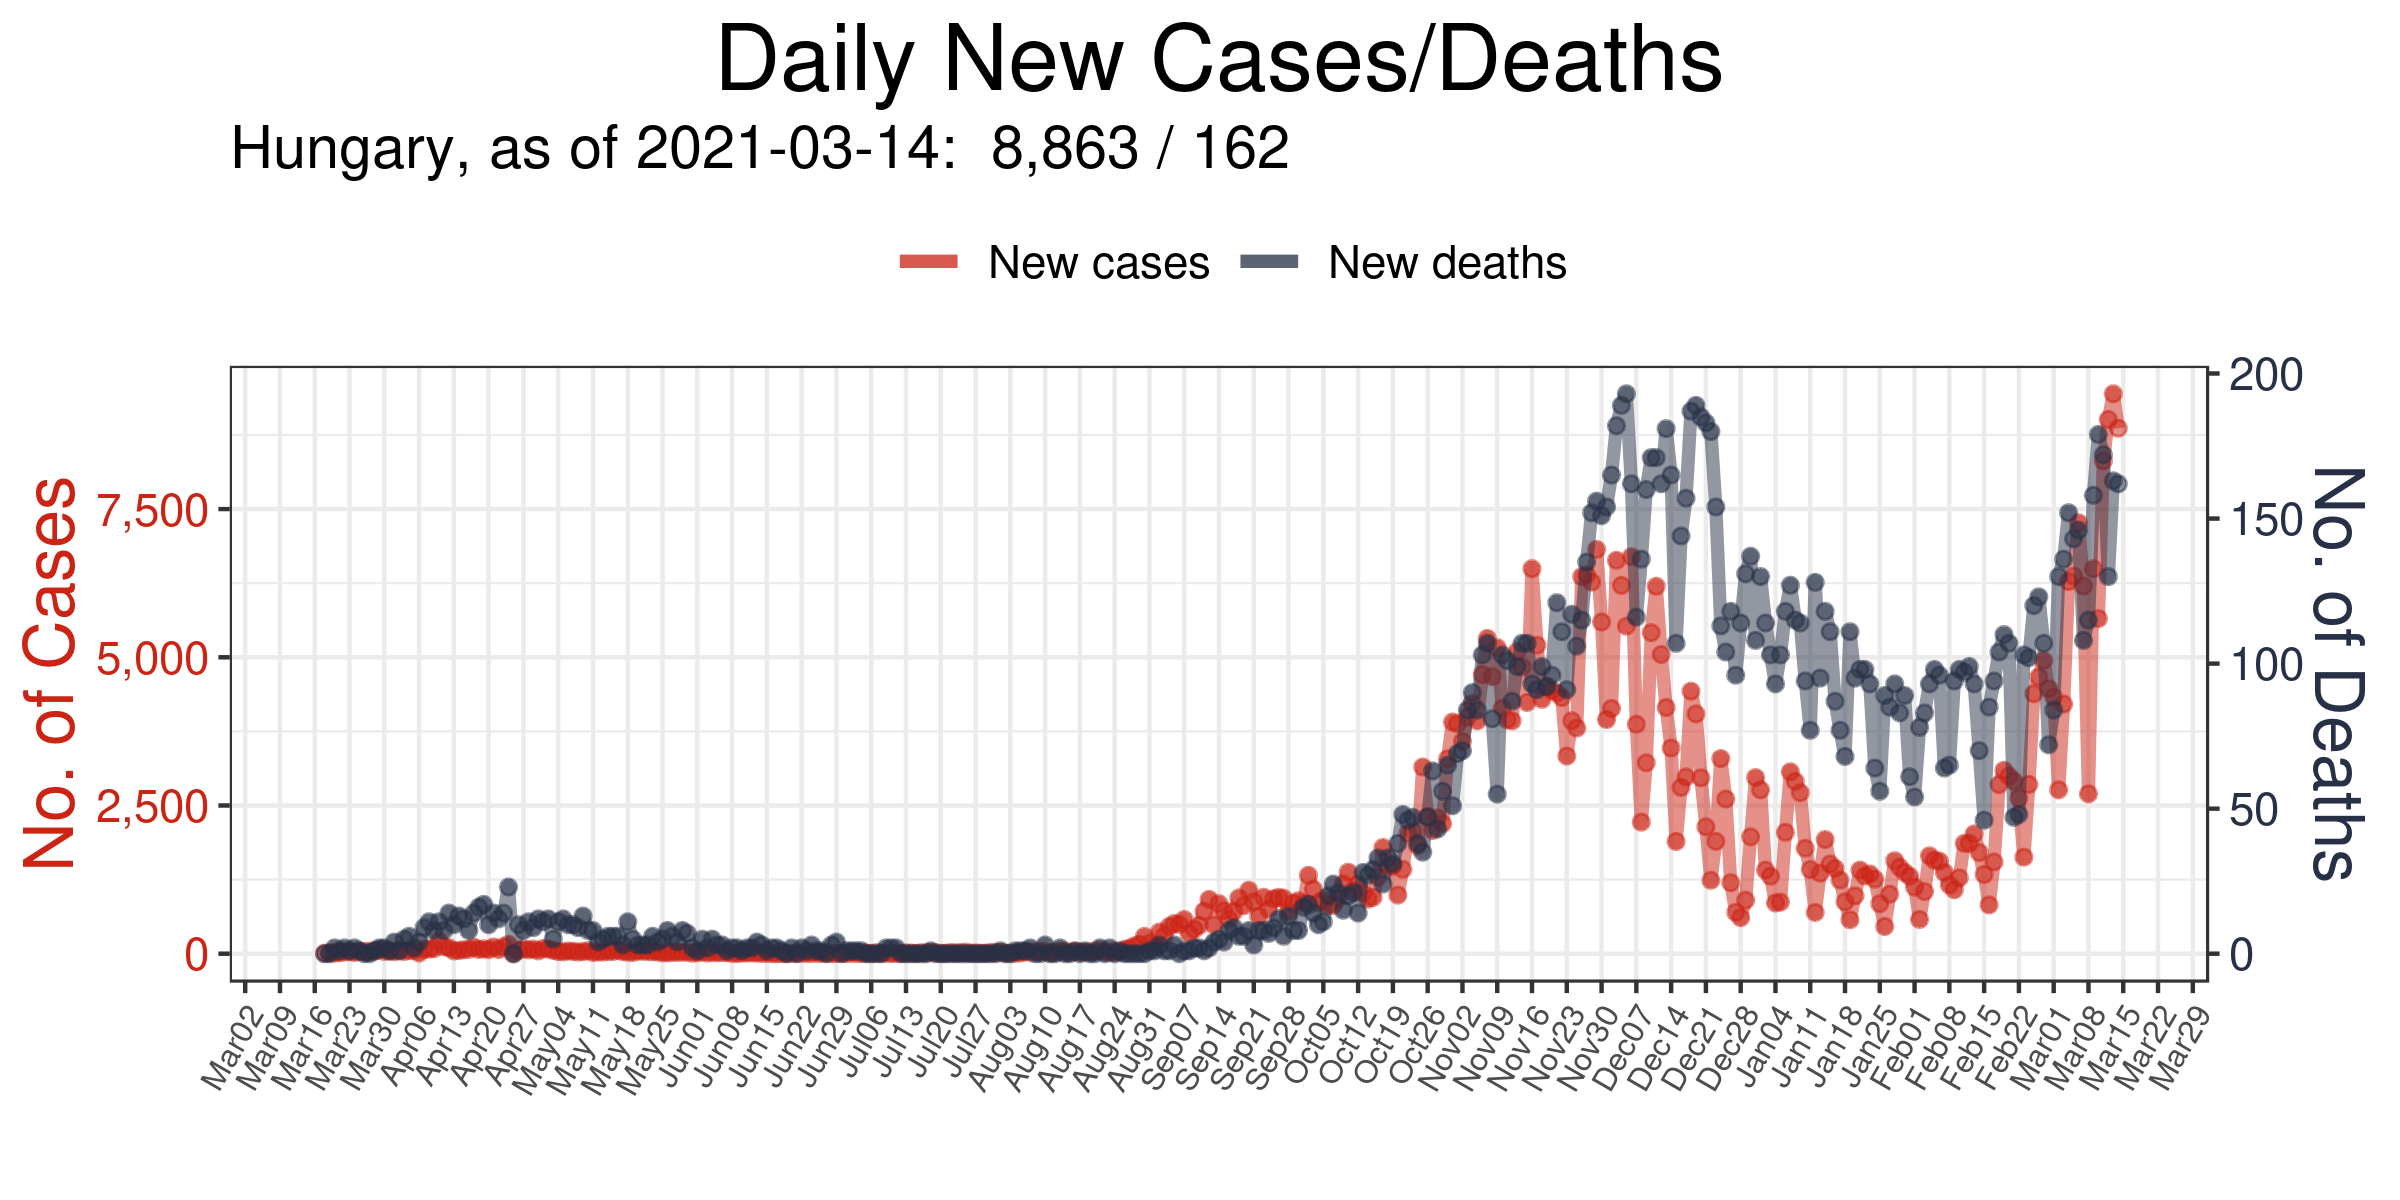 Daily New Cases/Deaths
Hungary, as of 2021-03-14:  8,863 / 162
New cases
New deaths
No. of Cases
7,500
5,000
2,500
0
200
150
100
50
0
No. of Deaths
Mar02
Mar09
Mar16
Mar23
Mar30
Apr06
Apr13
Apr20
Apr27
May04
May11
May18
May25
Jun01
Jun08
Jun15
Jun22
Jun29
Jul06
Jul13
Jul20
Jul27
Aug03
Aug10
Aug17
Aug24
Aug31
Sep07
Sep14
Sep21
Sep28
Oct05
Oct12
Oct19
Oct26
Nov02
Nov09
Nov16
Nov23
Nov30
Dec07
Dec14
Dec21
Dec28
Dec04
Jan11
Jan18
Jan25
Feb01
Feb08
Feb15
Feb22
Mar01
Mar08
Mar15
Mar22
Mar29